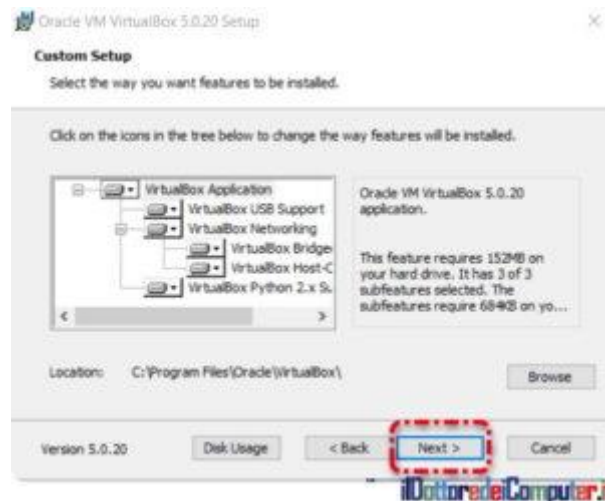 Oracle VM VirtualBox 5.0.20 Setup
Custom Setup
Select the way you want features to be installed.
Click on the icons in the tree below to change the way features will be installed.
VirtualBox Application
VirtualBox USB Support
VirtualBox Networking
VirtualBox Bridge
VirtualBox Host-C
VirtualBox Python 2.x Su
Oracle VM VirtualBox 5.0.20
application.
This feature requires 152MB on
your hard drive. It has 3 of 3
subfeatures selected. The
subfeatures require 684KB on yo...
Location: C:\Program Files\Oracle\VirtualBox\
Browse
Version 5.0.20
Disk Usage
< Back
Next >
Cancel
ilDottoredeiComputer.i